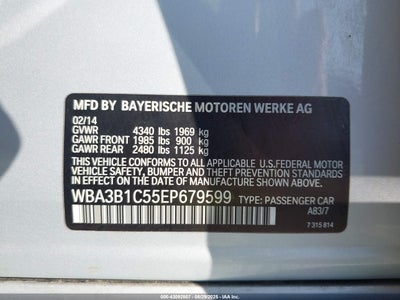 MFD BY BAYERISCHE MOTOREN WERKE AG
02/14
GVWR 4340 lbs 1969 kg
GAWR FRONT 1985 lbs 900 kg
GAWR REAR 2480 lbs 1125 kg
THIS VEHICLE CONFORMS TO ALL APPLICABLE U.S.FEDERAL MOTOR
VEHICLE SAFETY, BUMPER AND THEFT PREVENTION STANDARDS
IN EFFECT ON THE DATE OF MANUFACTURE SHOWN ABOVE.
WBA3B1C55EP679599 TYPE: PASSENGER CAR
A83/7
7 315 814